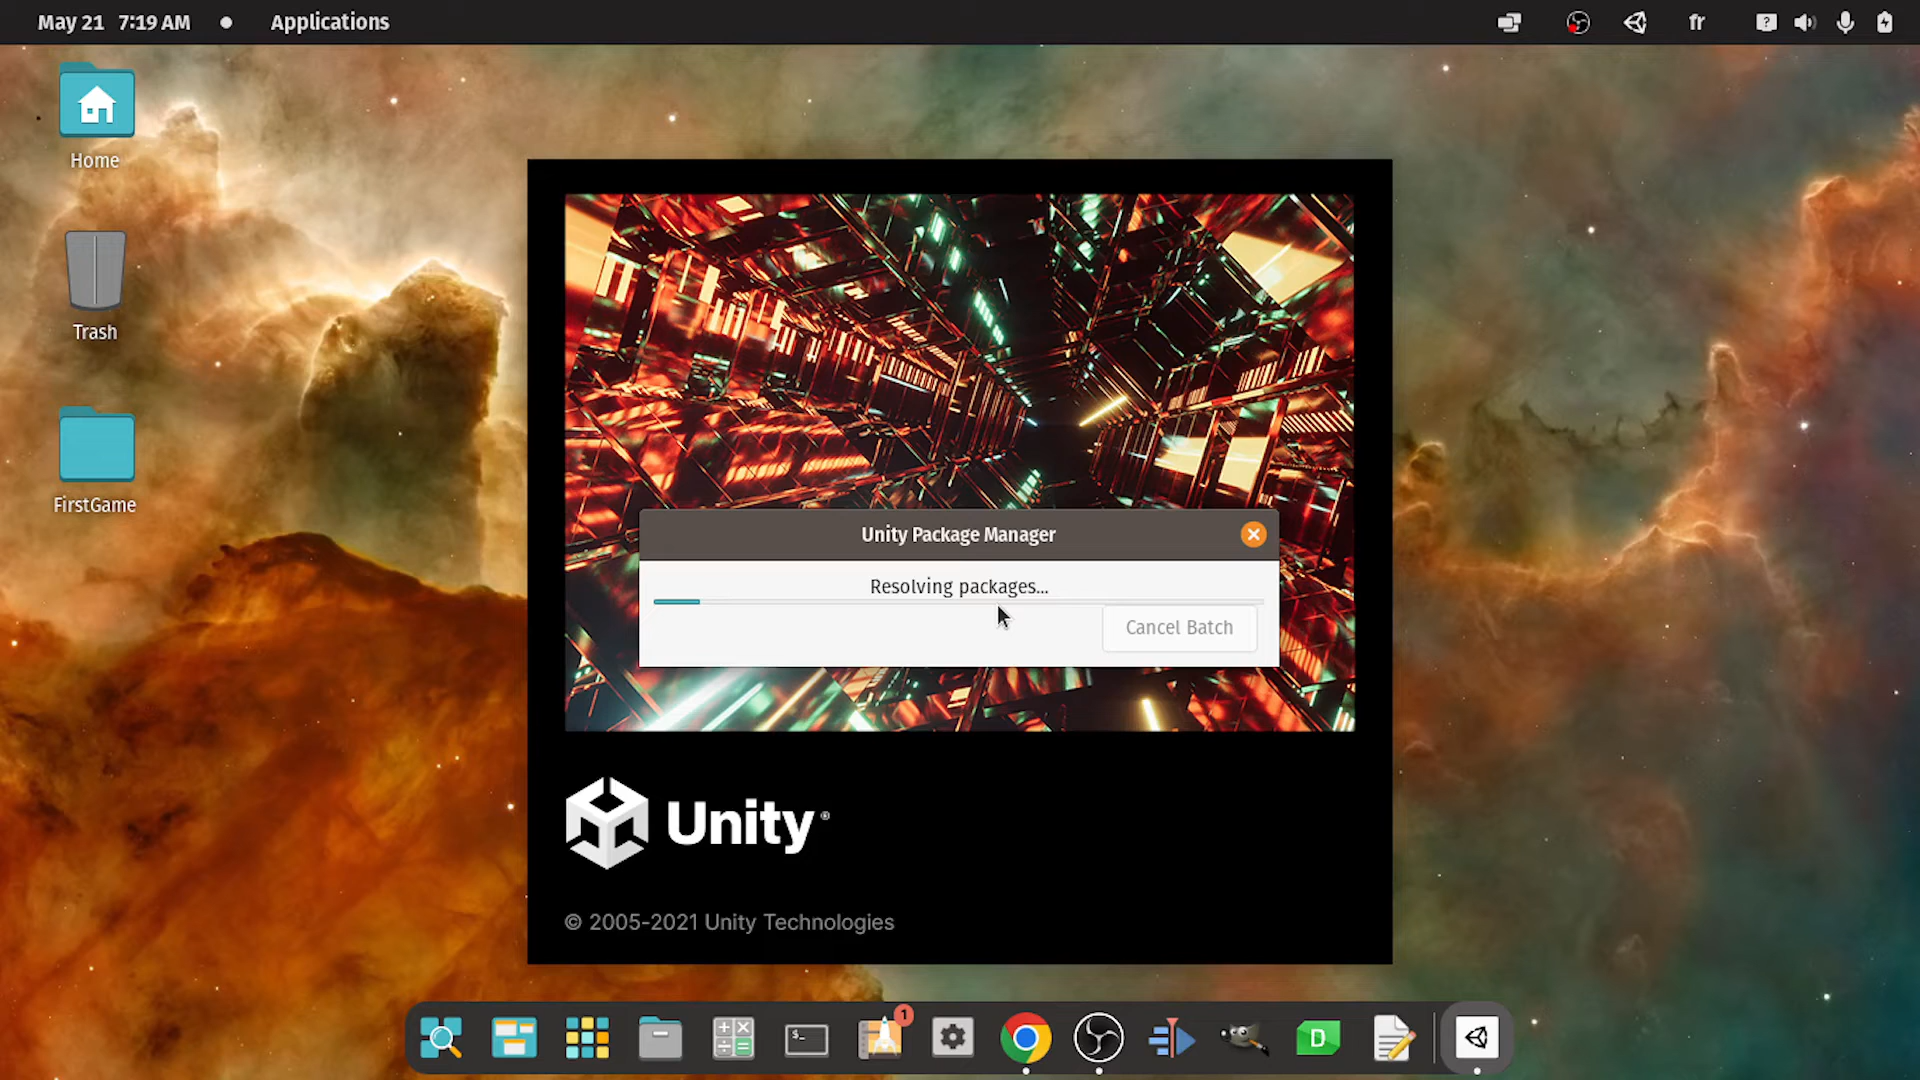 May 21 7:19 AM
Applications
fr
Home
Trash
FirstGame
Unity Package Manager
Resolving packages...
Cancel Batch
Unity®
© 2005-2021 Unity Technologies
1
D